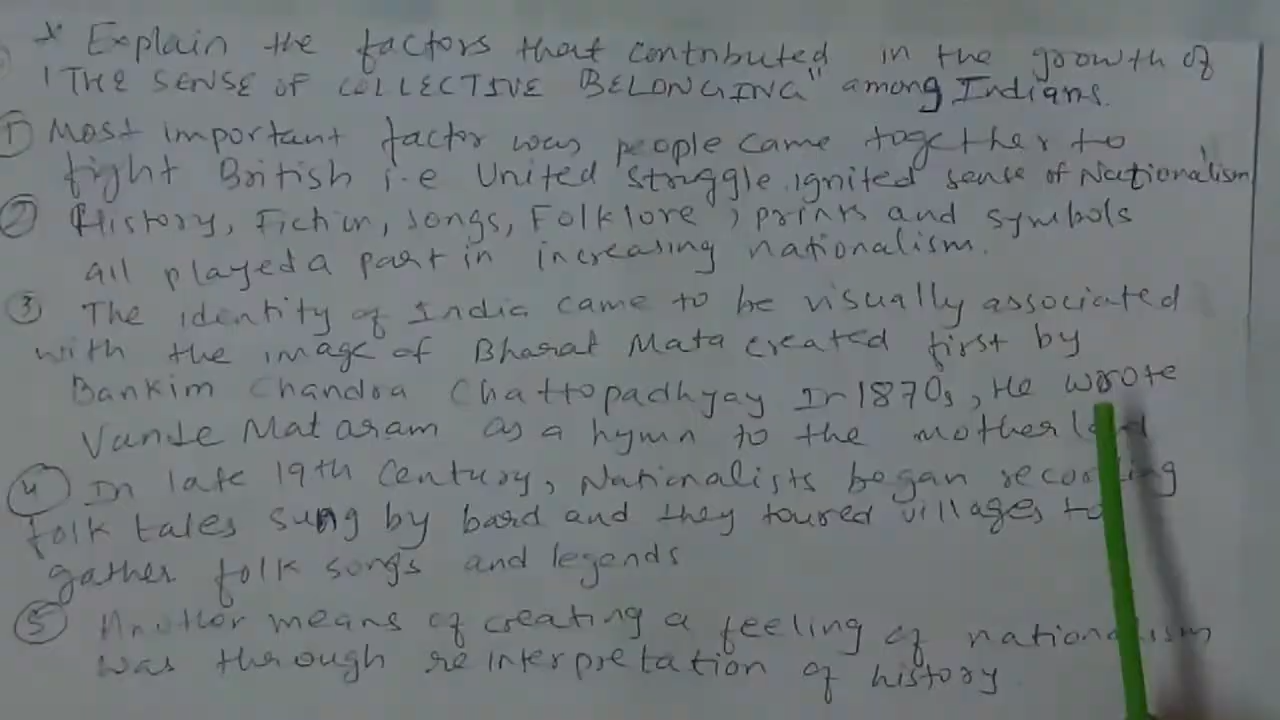 * Explain the factors that contributed in the growth of
"THE SENSE OF COLLECTIVE BELONGING" among Indians.
① Most important factor was people came together to
fight British i.e United struggle ignited sense of Nationalism
② History, Fiction, songs, Folklore, prints and symbols
all played a part in increasing nationalism.
③ The identity of India came to be visually associated
with the image of Bharat Mata created first by
Bankim Chandra Chattopadhyay In 1870s, He wrote
Vande Mataram as a hymn to the motherland
④ In late 19th Century, Nationalists began recording
folk tales sung by bard and they toured villages to
gather folk songs and legends
⑤ Another means of creating a feeling of nationalism
was through reinterpretation of history